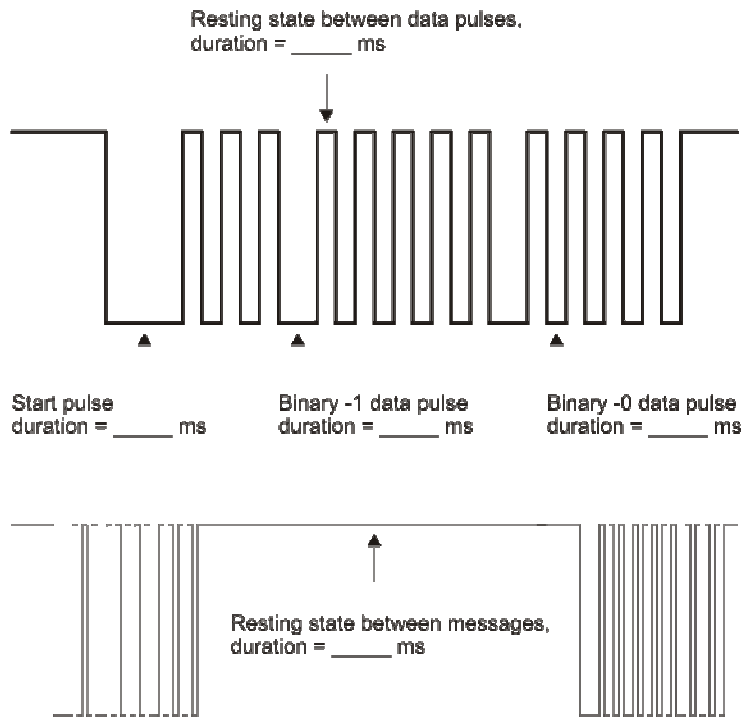 Resting state between data pulses,
duration = _____ ms
Start pulse
duration = _____ ms
Binary -1 data pulse
duration = _____ ms
Binary -0 data pulse
duration = _____ ms
Resting state between messages,
duration = _____ ms